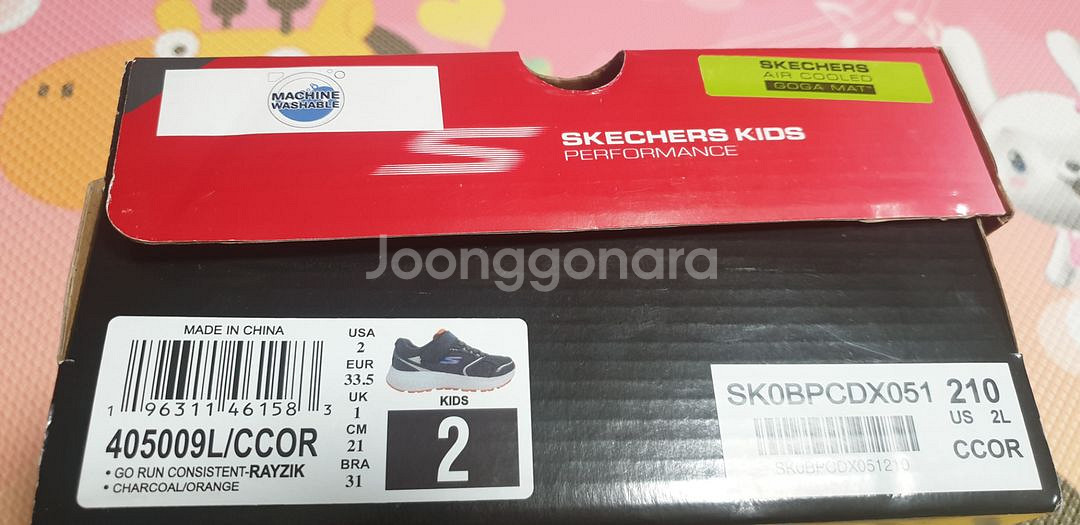 MACHINE
WASHABLE
SKECHERS
AIR COOLED
GOGA MAT™
SKECHERS KIDS
PERFORMANCE
Joonggonara
MADE IN CHINA
1 96311 46158 3
405009L/CCOR
• GO RUN CONSISTENT-RAYZIK
• CHARCOAL/ORANGE
USA
2
EUR
33.5
UK
1
CM
21
BRA
31
KIDS
2
SK0BPCDX051 210
US 2L
CCOR
SK0BPCDX051210